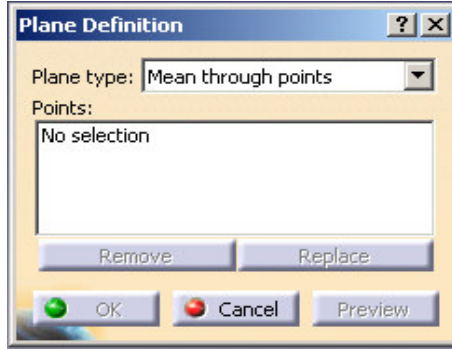 Plane Definition
Plane type: Mean through points
Points:
No selection
Remove Replace
OK Cancel Preview